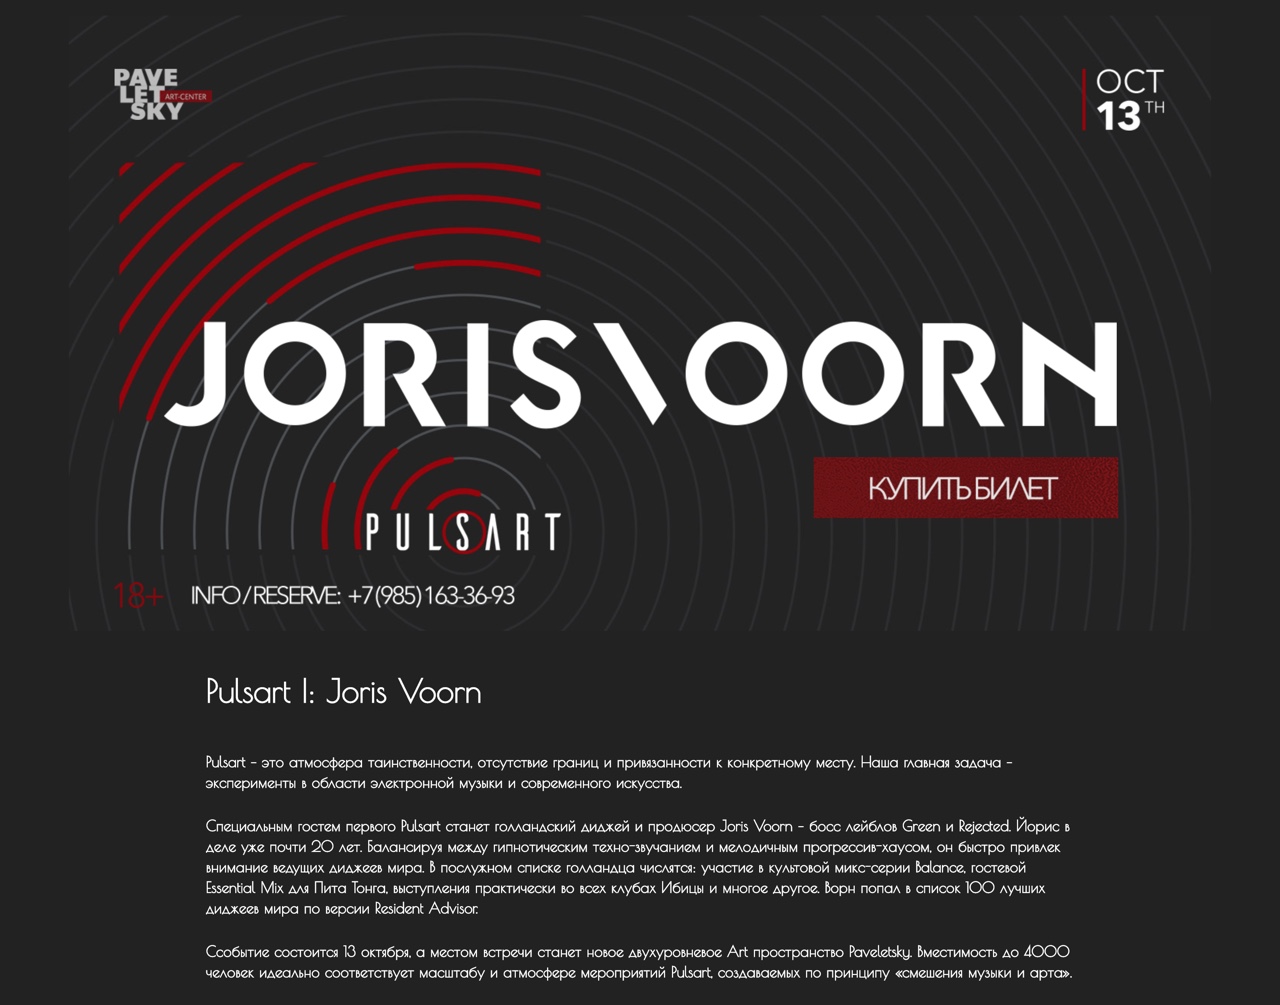 PAVE
LET ART-CENTER
SKY
OCT
13TH
JORIS VOORN
КУПИТЬ БИЛЕТ
PULSART
18+ INFO / RESERVE: +7 (985) 163-36-93
Pulsart I: Joris Voorn
Pulsart – это атмосфера таинственности, отсутствие границ и привязанности к конкретному месту. Наша главная задача –
эксперименты в области электронной музыки и современного искусства.
Специальным гостем первого Pulsart станет голландский диджей и продюсер Joris Voorn – босс лейблов Green и Rejected. Йорис в
деле уже почти 20 лет. Балансируя между гипнотическим техно-звучанием и мелодичным прогрессив-хаусом, он быстро привлек
внимание ведущих диджеев мира. В послужном списке голландца числятся: участие в культовой микс-серии Balance, гостевой
Essential Mix для Пита Тонга, выступления практически во всех клубах Ибицы и многое другое. Ворн попал в список 100 лучших
диджеев мира по версии Resident Advisor.
Ссобытие состоится 13 октября, а местом встречи станет новое двухуровневое Art пространство Paveletsky. Вместимость до 4000
человек идеально соответствует масштабу и атмосфере мероприятий Pulsart, создаваемых по принципу «смешения музыки и арта».